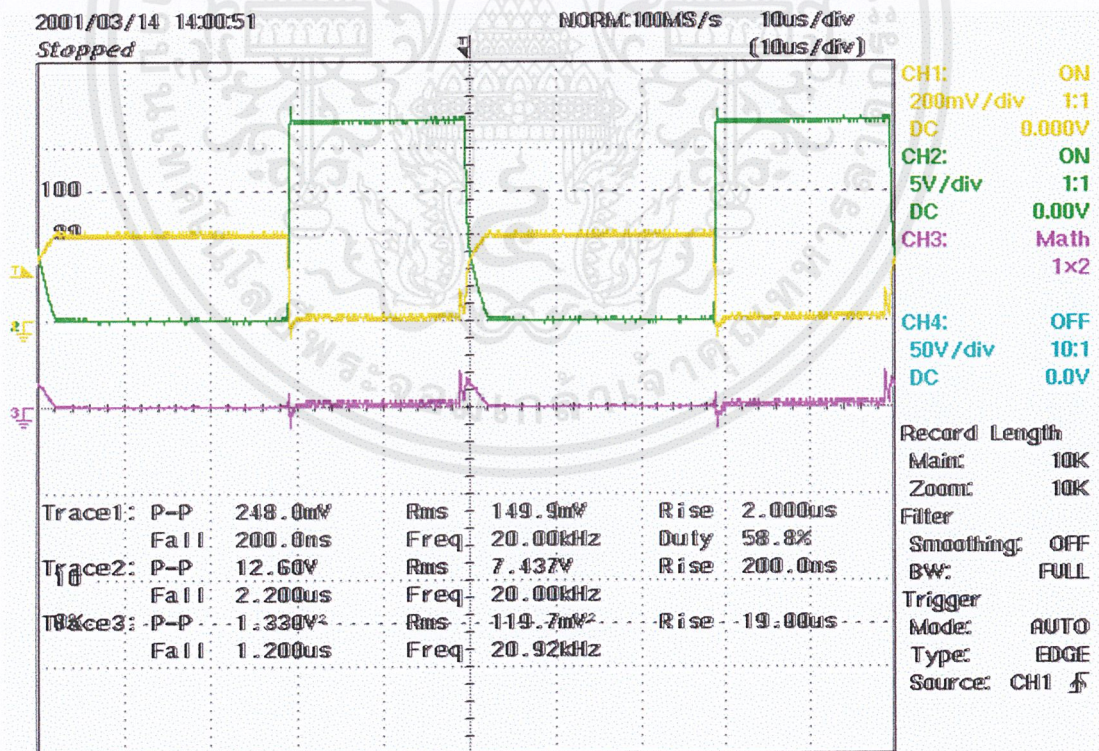 2001/03/14 14:00:51
NORM:100MS/s 10us/div
Stopped
(10us/div)
CH1: ON
200mV/div 1:1
DC 0.000V
CH2: ON
5V/div 1:1
DC 0.00V
CH3: Math
1×2
CH4: OFF
50V/div 10:1
DC 0.0V
Record Length
Main: 10K
Zoom: 10K
Filter
Smoothing: OFF
BW: FULL
Trigger
Mode: AUTO
Type: EDGE
Source: CH1
100
90
T
2
3
Trace1: P-P 248.0mV Rms 149.9mV Rise 2.000us
Fall 200.0ns Freq 20.00kHz Duty 58.8%
Trace2: P-P 12.60V Rms 7.437V Rise 200.0ns
10
Fall 2.200us Freq 20.00kHz
Trace3: P-P 1.330V² Rms 119.7mV² Rise 19.00us
Fall 1.200us Freq 20.92kHz